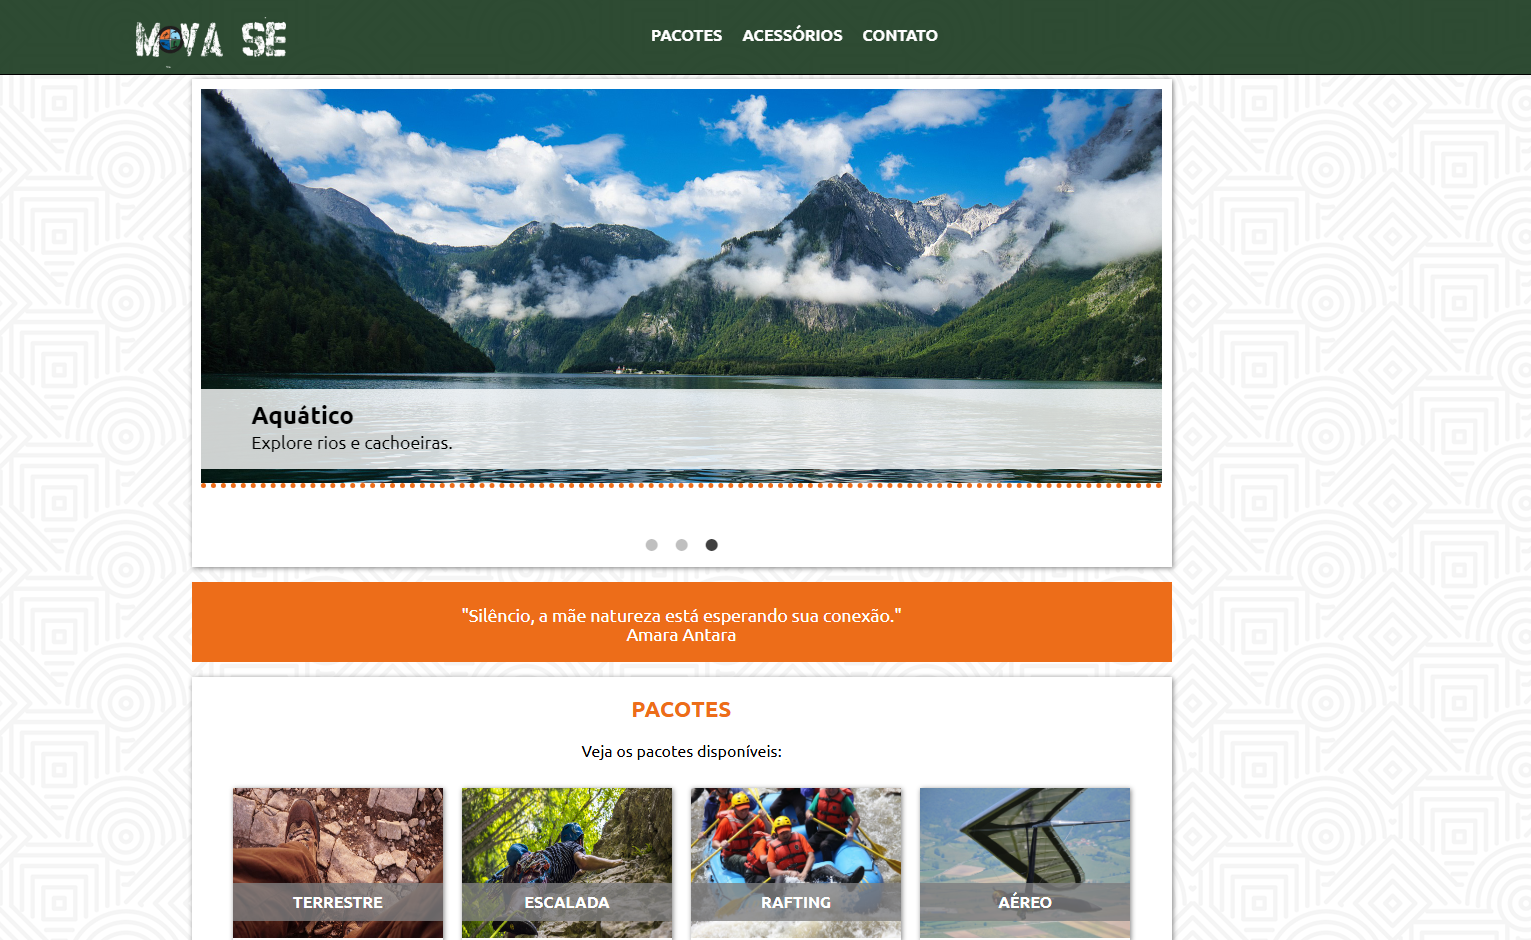 MOVA SE
PACOTES ACESSÓRIOS CONTATO
Aquático
Explore rios e cachoeiras.
"Silêncio, a mãe natureza está esperando sua conexão."
Amara Antara
PACOTES
Veja os pacotes disponíveis:
TERRESTRE ESCALADA RAFTING AÉREO